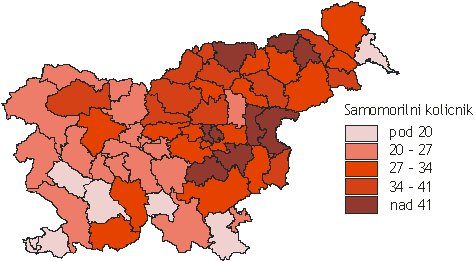 Samomorilni kolicnik
pod 20
20 - 27
27 - 34
34 - 41
nad 41